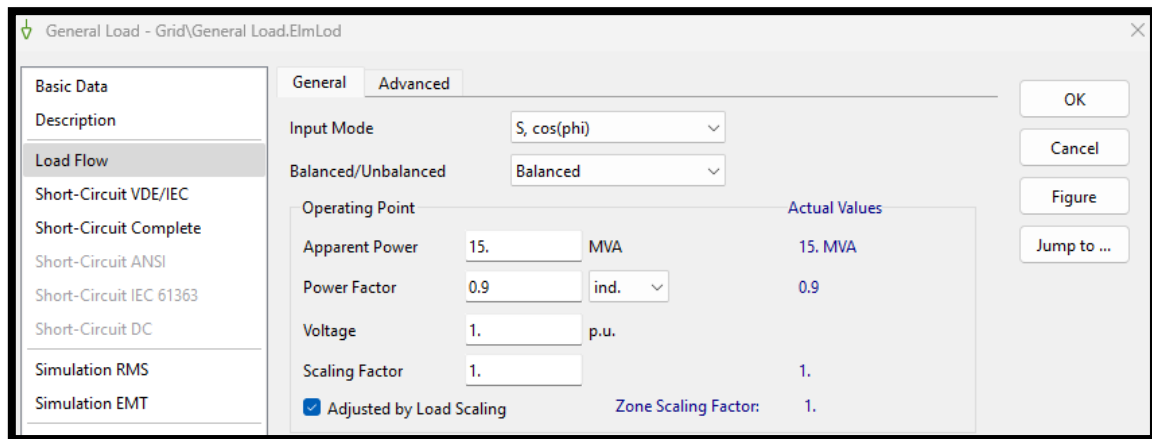 General Load - Grid\General Load.ElmLod
Basic Data
Description
Load Flow
Short-Circuit VDE/IEC
Short-Circuit Complete
Short-Circuit ANSI
Short-Circuit IEC 61363
Short-Circuit DC
Simulation RMS
Simulation EMT
General Advanced
Input Mode S, cos(phi)
Balanced/Unbalanced Balanced
Operating Point Actual Values
Apparent Power 15. MVA 15. MVA
Power Factor 0.9 ind. 0.9
Voltage 1. p.u.
Scaling Factor 1. 1.
Adjusted by Load Scaling Zone Scaling Factor: 1.
OK
Cancel
Figure
Jump to ...